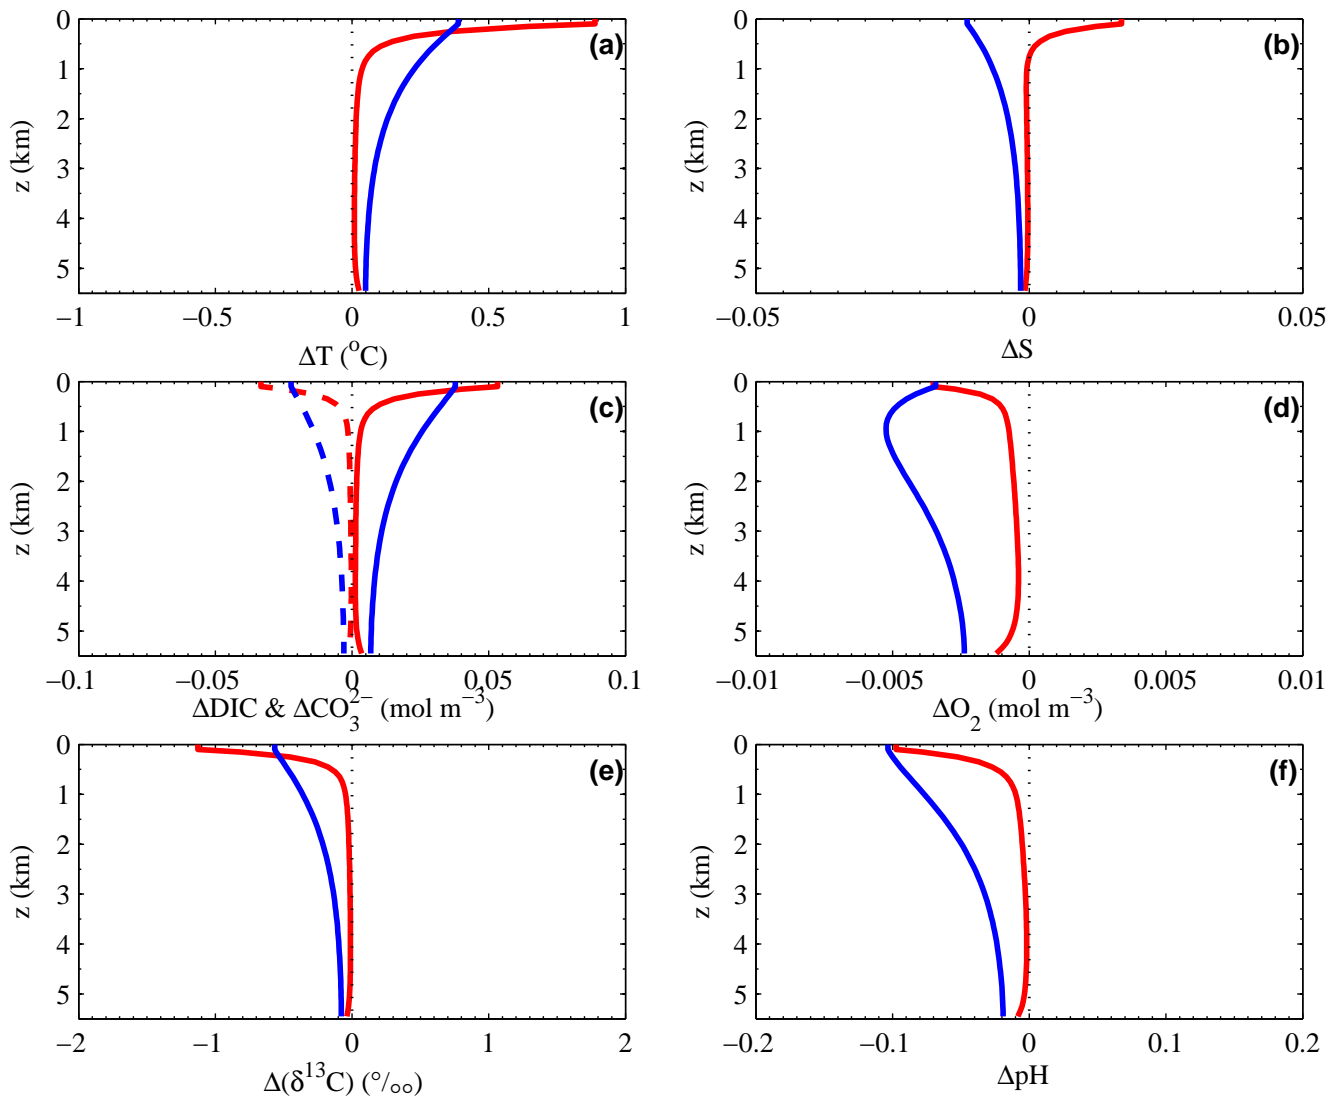 0 (a) 0 (b)
1 1
2 2
z (km) z (km)
3 3
4 4
5 5
−1 −0.5 0 0.5 1 −0.05 0 0.05
ΔT (°C) ΔS
0 (c) 0 (d)
1 1
2 2
z (km) z (km)
3 3
4 4
5 5
−0.1 −0.05 0 0.05 0.1 −0.01 −0.005 0 0.005 0.01
ΔDIC & ΔCO₃²⁻ (mol m⁻³) ΔO₂ (mol m⁻³)
0 (e) 0 (f)
1 1
2 2
z (km) z (km)
3 3
4 4
5 5
−2 −1 0 1 2 −0.2 −0.1 0 0.1 0.2
Δ(δ¹³C) (°/ₒₒ) ΔpH